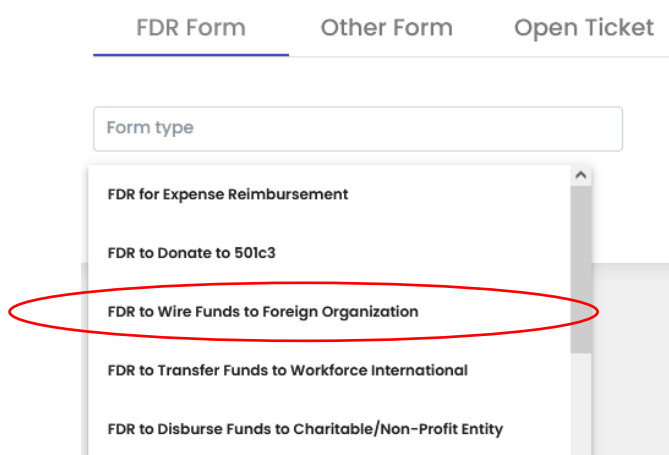 FDR Form Other Form Open Ticket
Form type
FDR for Expense Reimbursement
FDR to Donate to 501c3
FDR to Wire Funds to Foreign Organization
FDR to Transfer Funds to Workforce International
FDR to Disburse Funds to Charitable/Non-Profit Entity